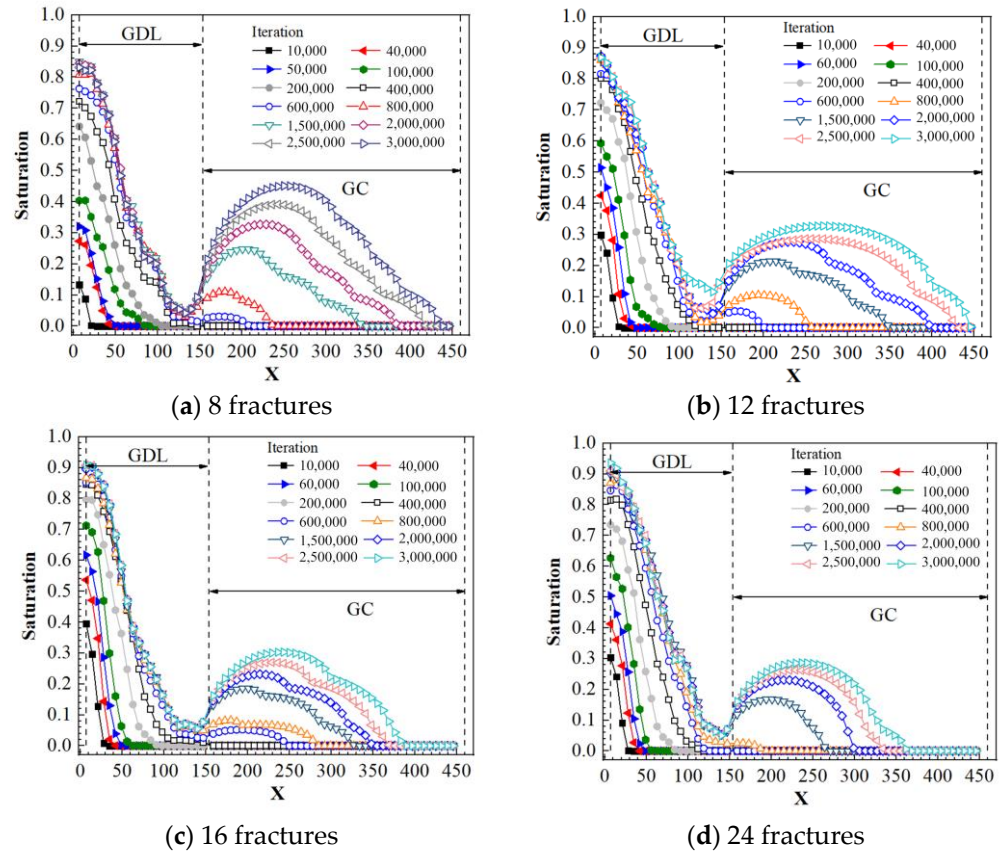 GDL
Iteration
10,000 40,000
50,000 100,000
200,000 400,000
600,000 800,000
1,500,000 2,000,000
2,500,000 3,000,000
GC
Saturation
1.0
0.9
0.8
0.7
0.6
0.5
0.4
0.3
0.2
0.1
0.0
0 50 100 150 200 250 300 350 400 450
X
(a) 8 fractures
GDL
Iteration
10,000 40,000
60,000 100,000
200,000 400,000
600,000 800,000
1,500,000 2,000,000
2,500,000 3,000,000
GC
Saturation
1.0
0.9
0.8
0.7
0.6
0.5
0.4
0.3
0.2
0.1
0.0
0 50 100 150 200 250 300 350 400 450
X
(b) 12 fractures
GDL
Iteration
10,000 40,000
60,000 100,000
200,000 400,000
600,000 800,000
1,500,000 2,000,000
2,500,000 3,000,000
GC
Saturation
1.0
0.9
0.8
0.7
0.6
0.5
0.4
0.3
0.2
0.1
0.0
0 50 100 150 200 250 300 350 400 450
X
(c) 16 fractures
GDL
Iteration
10,000 40,000
60,000 100,000
200,000 400,000
600,000 800,000
1,500,000 2,000,000
2,500,000 3,000,000
GC
Saturation
1.0
0.9
0.8
0.7
0.6
0.5
0.4
0.3
0.2
0.1
0.0
0 50 100 150 200 250 300 350 400 450
X
(d) 24 fractures